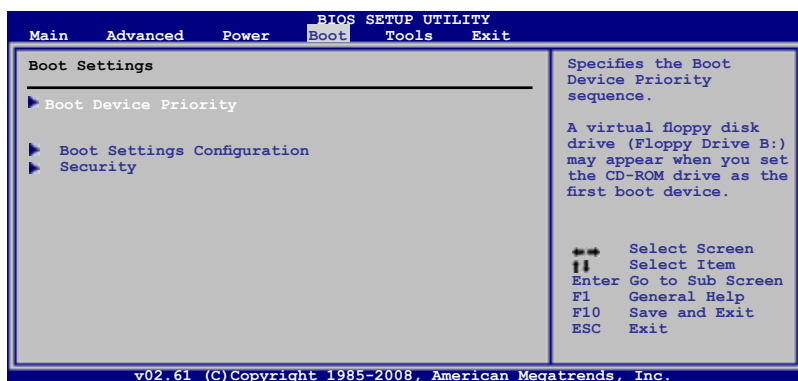 BIOS SETUP UTILITY
Main Advanced Power Boot Tools Exit
Boot Settings
Boot Device Priority
Boot Settings Configuration
Security
Specifies the Boot
Device Priority
sequence.
A virtual floppy disk
drive (Floppy Drive B:)
may appear when you set
the CD-ROM drive as the
first boot device.
Select Screen
Select Item
Enter Go to Sub Screen
F1 General Help
F10 Save and Exit
ESC Exit
v02.61 (C)Copyright 1985-2008, American Megatrends, Inc.